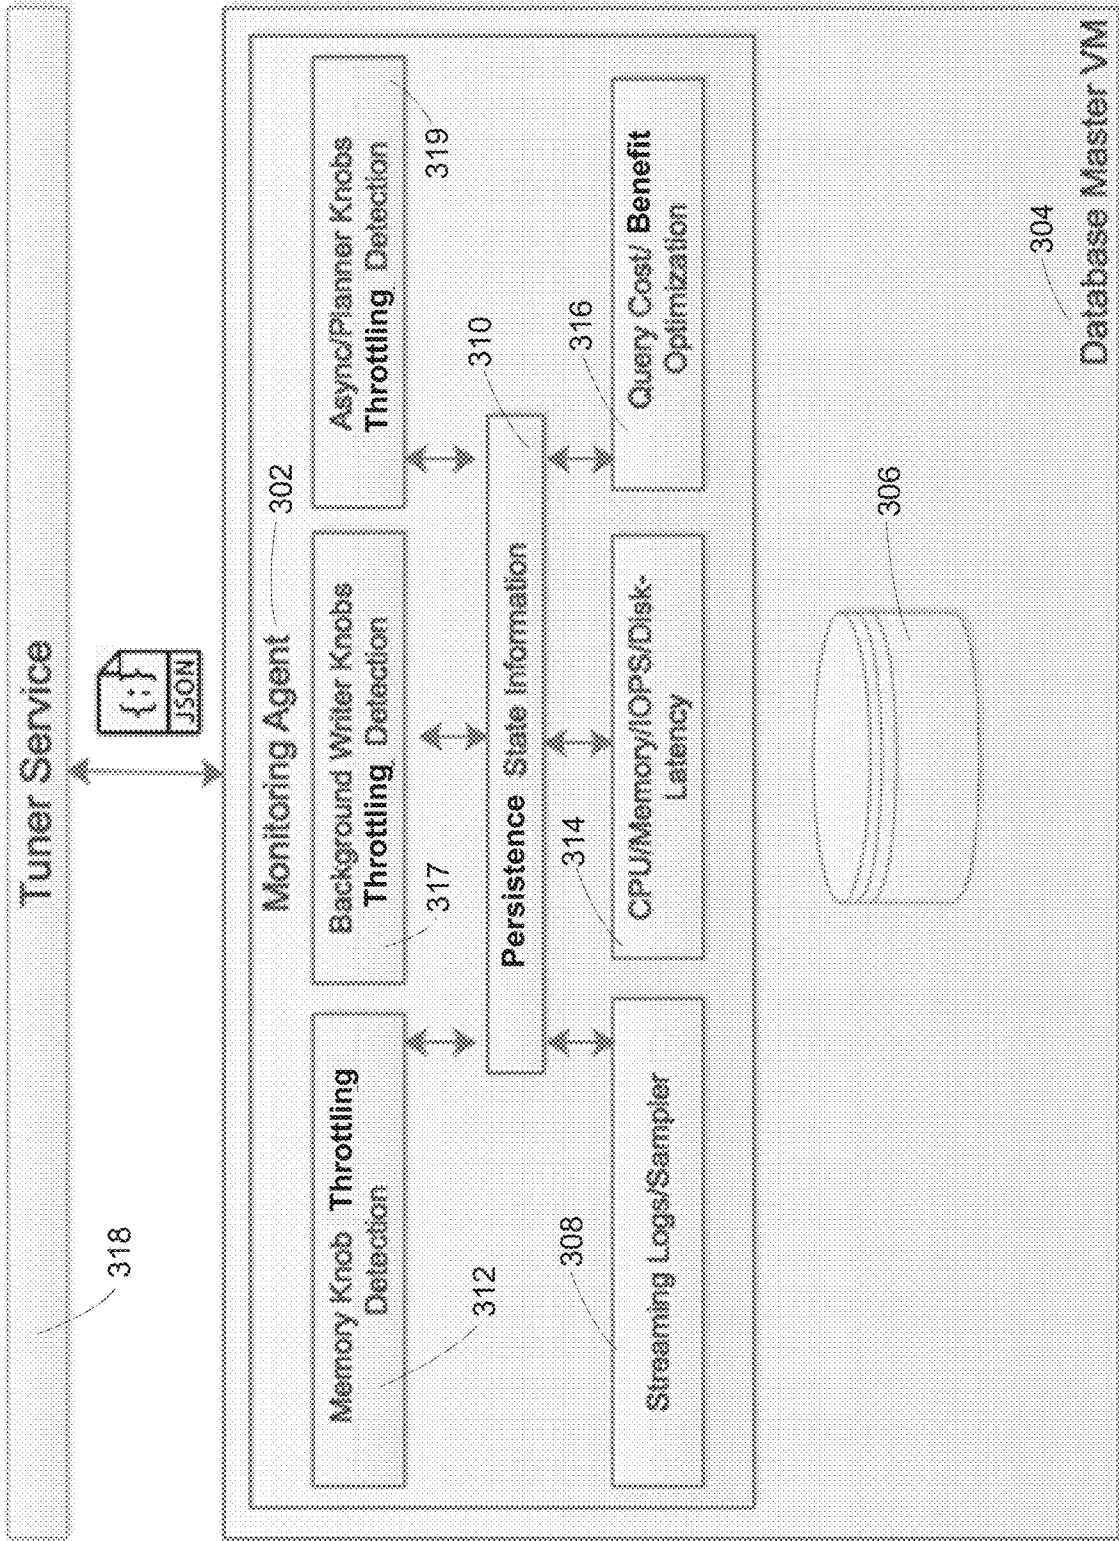 Tuner Service
318
{:}
JSON
Monitoring Agent
302
Memory Knob Throttling
Detection
312
Background Writer Knobs
Throttling Detection
317
Async/Planner Knobs
Throttling Detection
319
Persistence State Information
310
308
Streaming Logs/Sampler
314
CPU/Memory/IOPS/Disk-
Latency
316
Query Cost/ Benefit
Optimization
306
304
Database Master VM